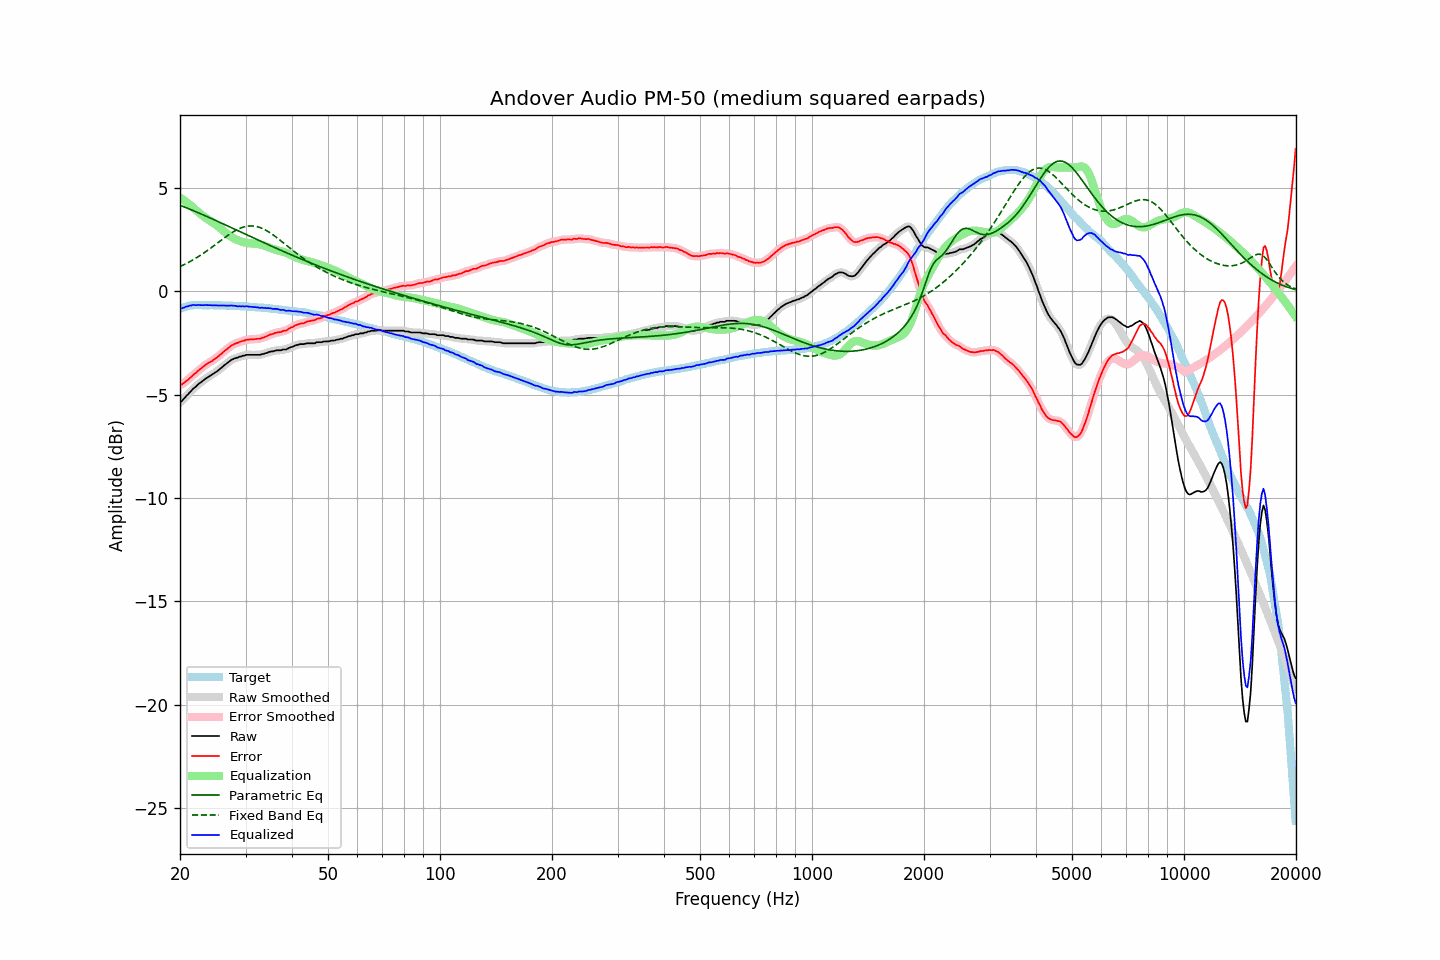 Andover Audio PM-50 (medium squared earpads)
Amplitude (dBr)
5
0
−5
−10
−15
−20
−25
Target
Raw Smoothed
Error Smoothed
Raw
Error
Equalization
Parametric Eq
Fixed Band Eq
Equalized
20
50
100
200
500
1000
2000
5000
10000
20000
Frequency (Hz)